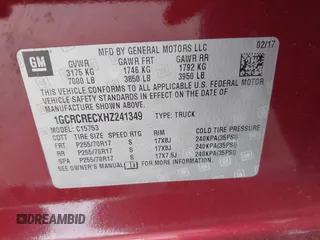 GM
MFD BY GENERAL MOTORS LLC
02/17
GVWR GAWR FRT GAWR RR
3175 KG 1746 KG 1792 KG
7000 LB 3850 LB 3950 LB
THIS VEHICLE CONFORMS TO ALL APPLICABLE U.S. FEDERAL MOTOR
VEHICLE SAFETY STANDARDS IN EFFECT ON THE DATE OF
MANUFACTURE SHOWN ABOVE.
1GCRCRECXHZ241349 TYPE: TRUCK
MODEL: C15753
TIRE SIZE SPEED RTG RIM COLD TIRE PRESSURE
FRT P255/70R17 S 17X8J 240KPA(35PSI)
RR P255/70R17 S 17X8J 240KPA(35PSI)
SPA P255/70R17 S 17X7.5J 240KPA(35PSI)
SEE OWNER'S MANUAL FOR
DREAMBID